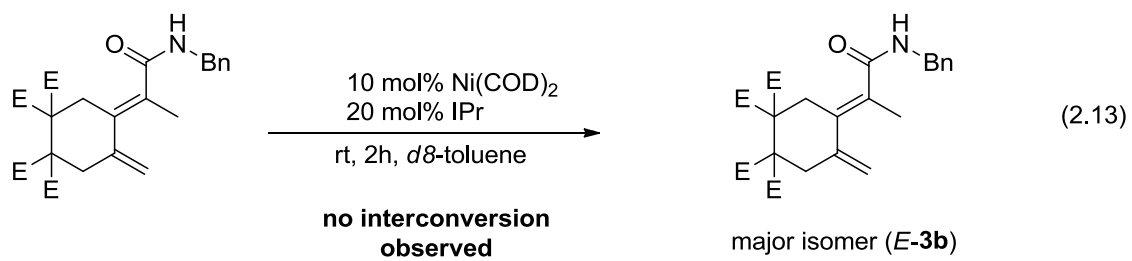 H
O
N
Bn
E
E
E
E
10 mol% Ni(COD)₂
20 mol% IPr
rt, 2h, d8-toluene
no interconversion
observed
H
O
N
Bn
E
E
E
E
major isomer (E-3b)
(2.13)